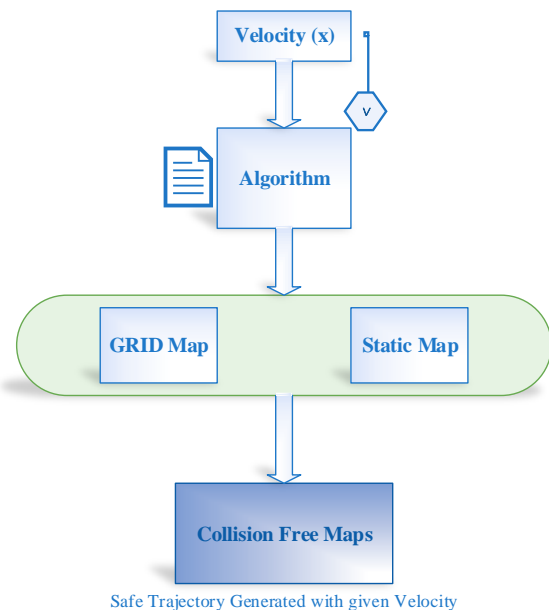 Velocity (x)
v
Algorithm
GRID Map
Static Map
Collision Free Maps
Safe Trajectory Generated with given Velocity